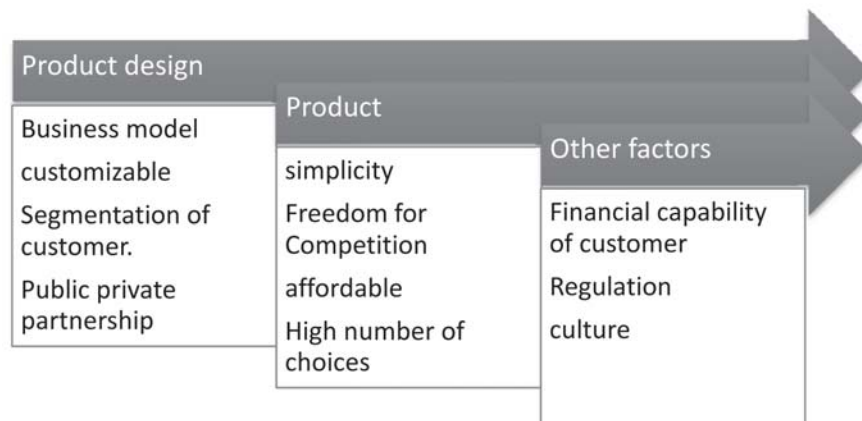 Product design
Business model
customizable
Segmentation of
customer.
Public private
partnership
Product
simplicity
Freedom for
Competition
affordable
High number of
choices
Other factors
Financial capability
of customer
Regulation
culture